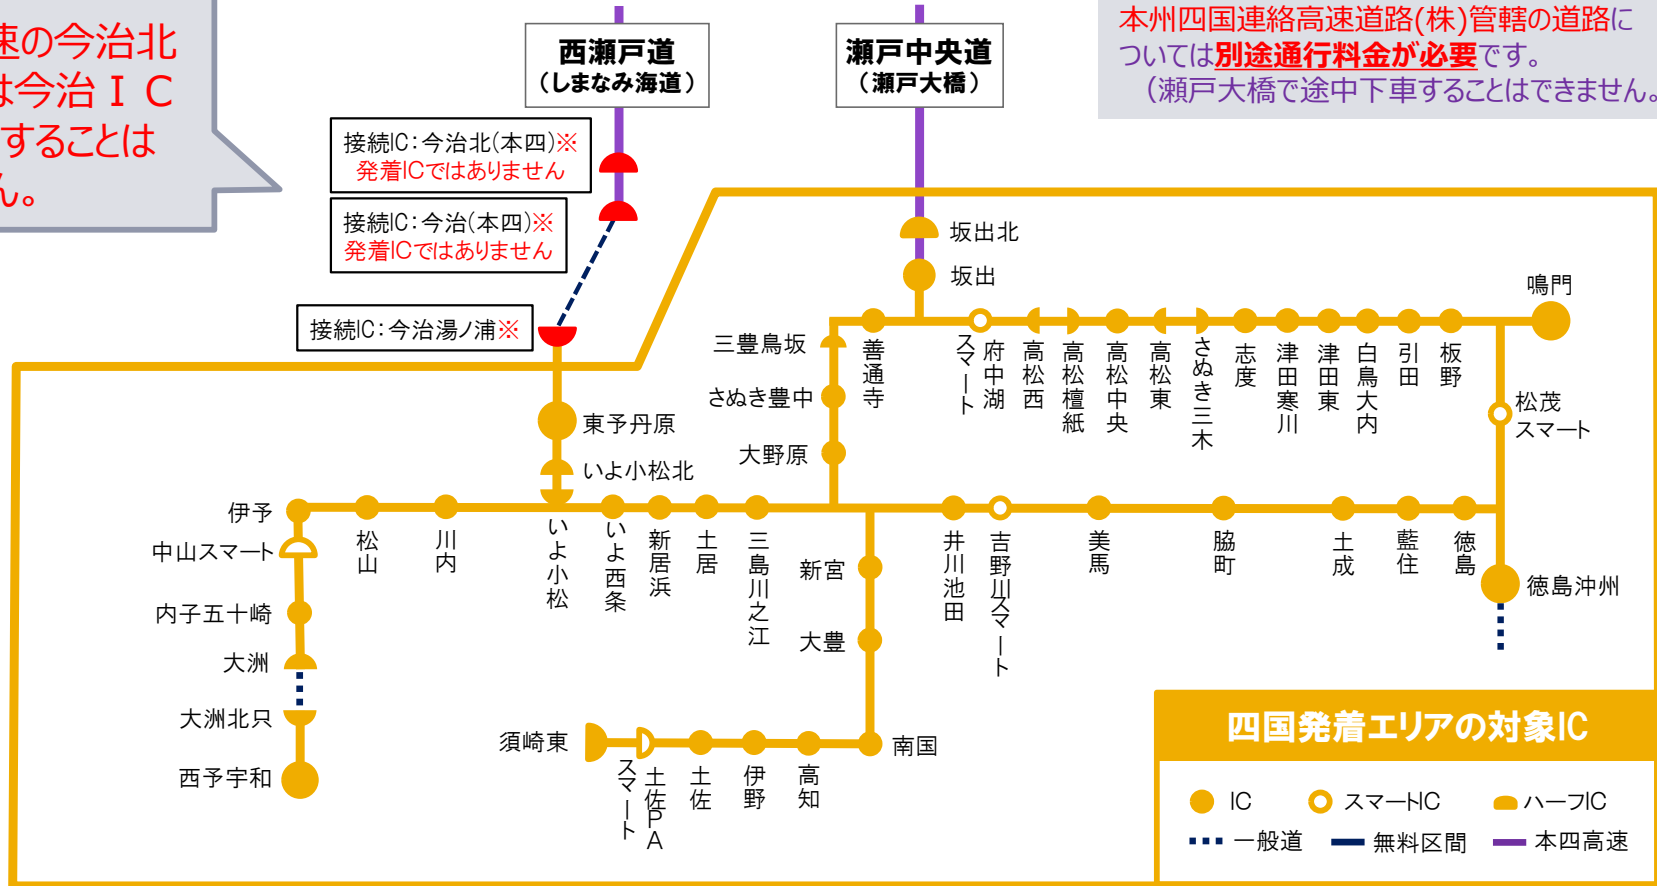 速の今治北
は今治ＩＣ
することは
ん。
西瀬戸道
（しまなみ海道）
瀬戸中央道
（瀬戸大橋）
本州四国連絡高速道路(株)管轄の道路に
ついては別途通行料金が必要です。
（瀬戸大橋で途中下車することはできません。
接続IC：今治北(本四)※
発着ICではありません
接続IC：今治(本四)※
発着ICではありません
接続IC：今治湯ノ浦※
坂出北
坂出
鳴門
三豊鳥坂
さぬき豊中
大野原
善通寺
府中湖
スマート
高松西
高松檀紙
高松中央
高松東
さぬき三木
志度
津田寒川
津田東
白鳥大内
引田
板野
松茂
スマート
東予丹原
いよ小松北
伊予
中山スマート
内子五十崎
大洲
大洲北只
西予宇和
松山
川内
いよ小松
いよ西条
新居浜
土居
三島川之江
新宮
大豊
南国
井川池田
吉野川スマート
美馬
脇町
土成
藍住
徳島
徳島沖州
須崎東
土佐PA
スマート
土佐
伊野
高知
四国発着エリアの対象IC
IC
スマートIC
ハーフIC
一般道
無料区間
本四高速